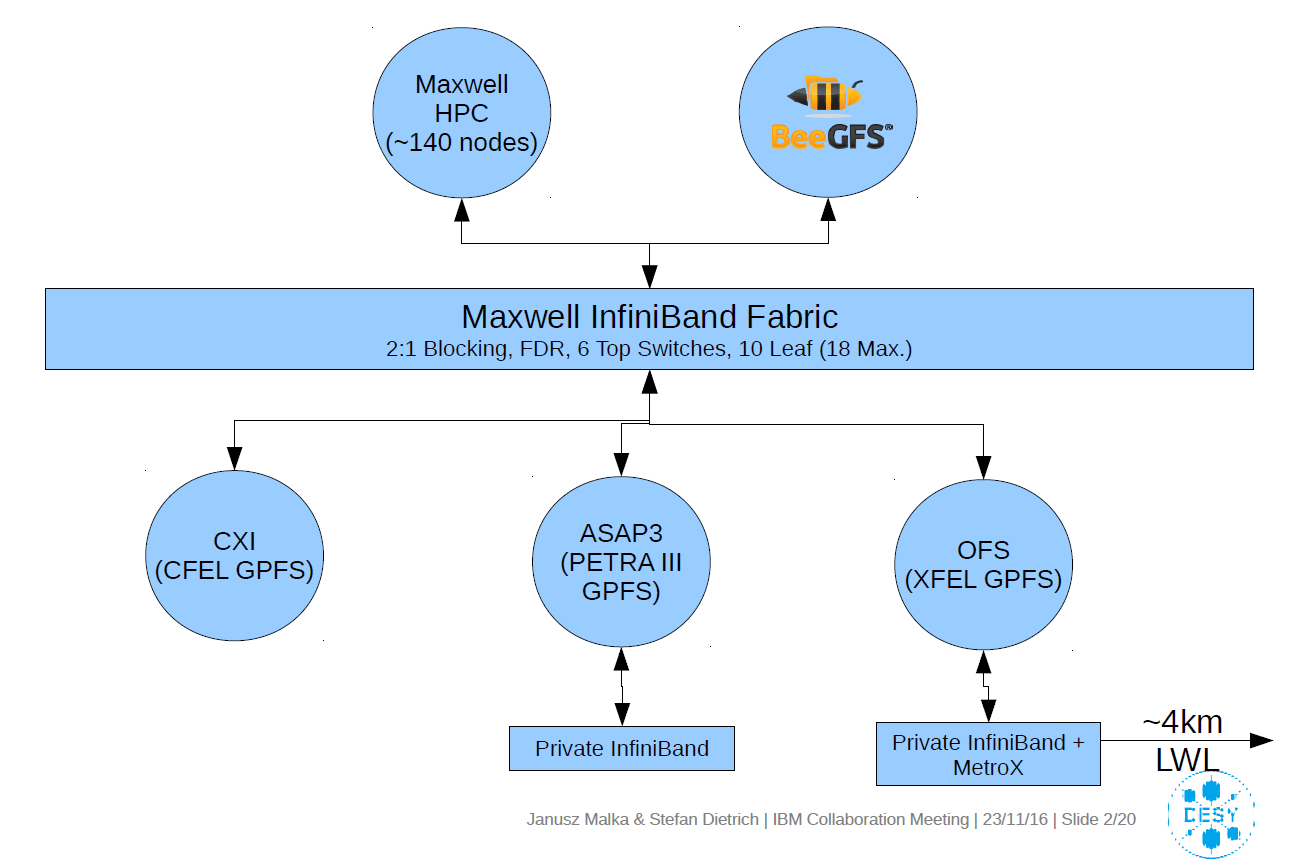 Maxwell
HPC
(~140 nodes)
BeeGFS®
Maxwell InfiniBand Fabric
2:1 Blocking, FDR, 6 Top Switches, 10 Leaf (18 Max.)
CXI
(CFEL GPFS)
ASAP3
(PETRA III
GPFS)
OFS
(XFEL GPFS)
Private InfiniBand
Private InfiniBand +
MetroX
~4km
LWL
Janusz Malka & Stefan Dietrich | IBM Collaboration Meeting | 23/11/16 | Slide 2/20
DESY